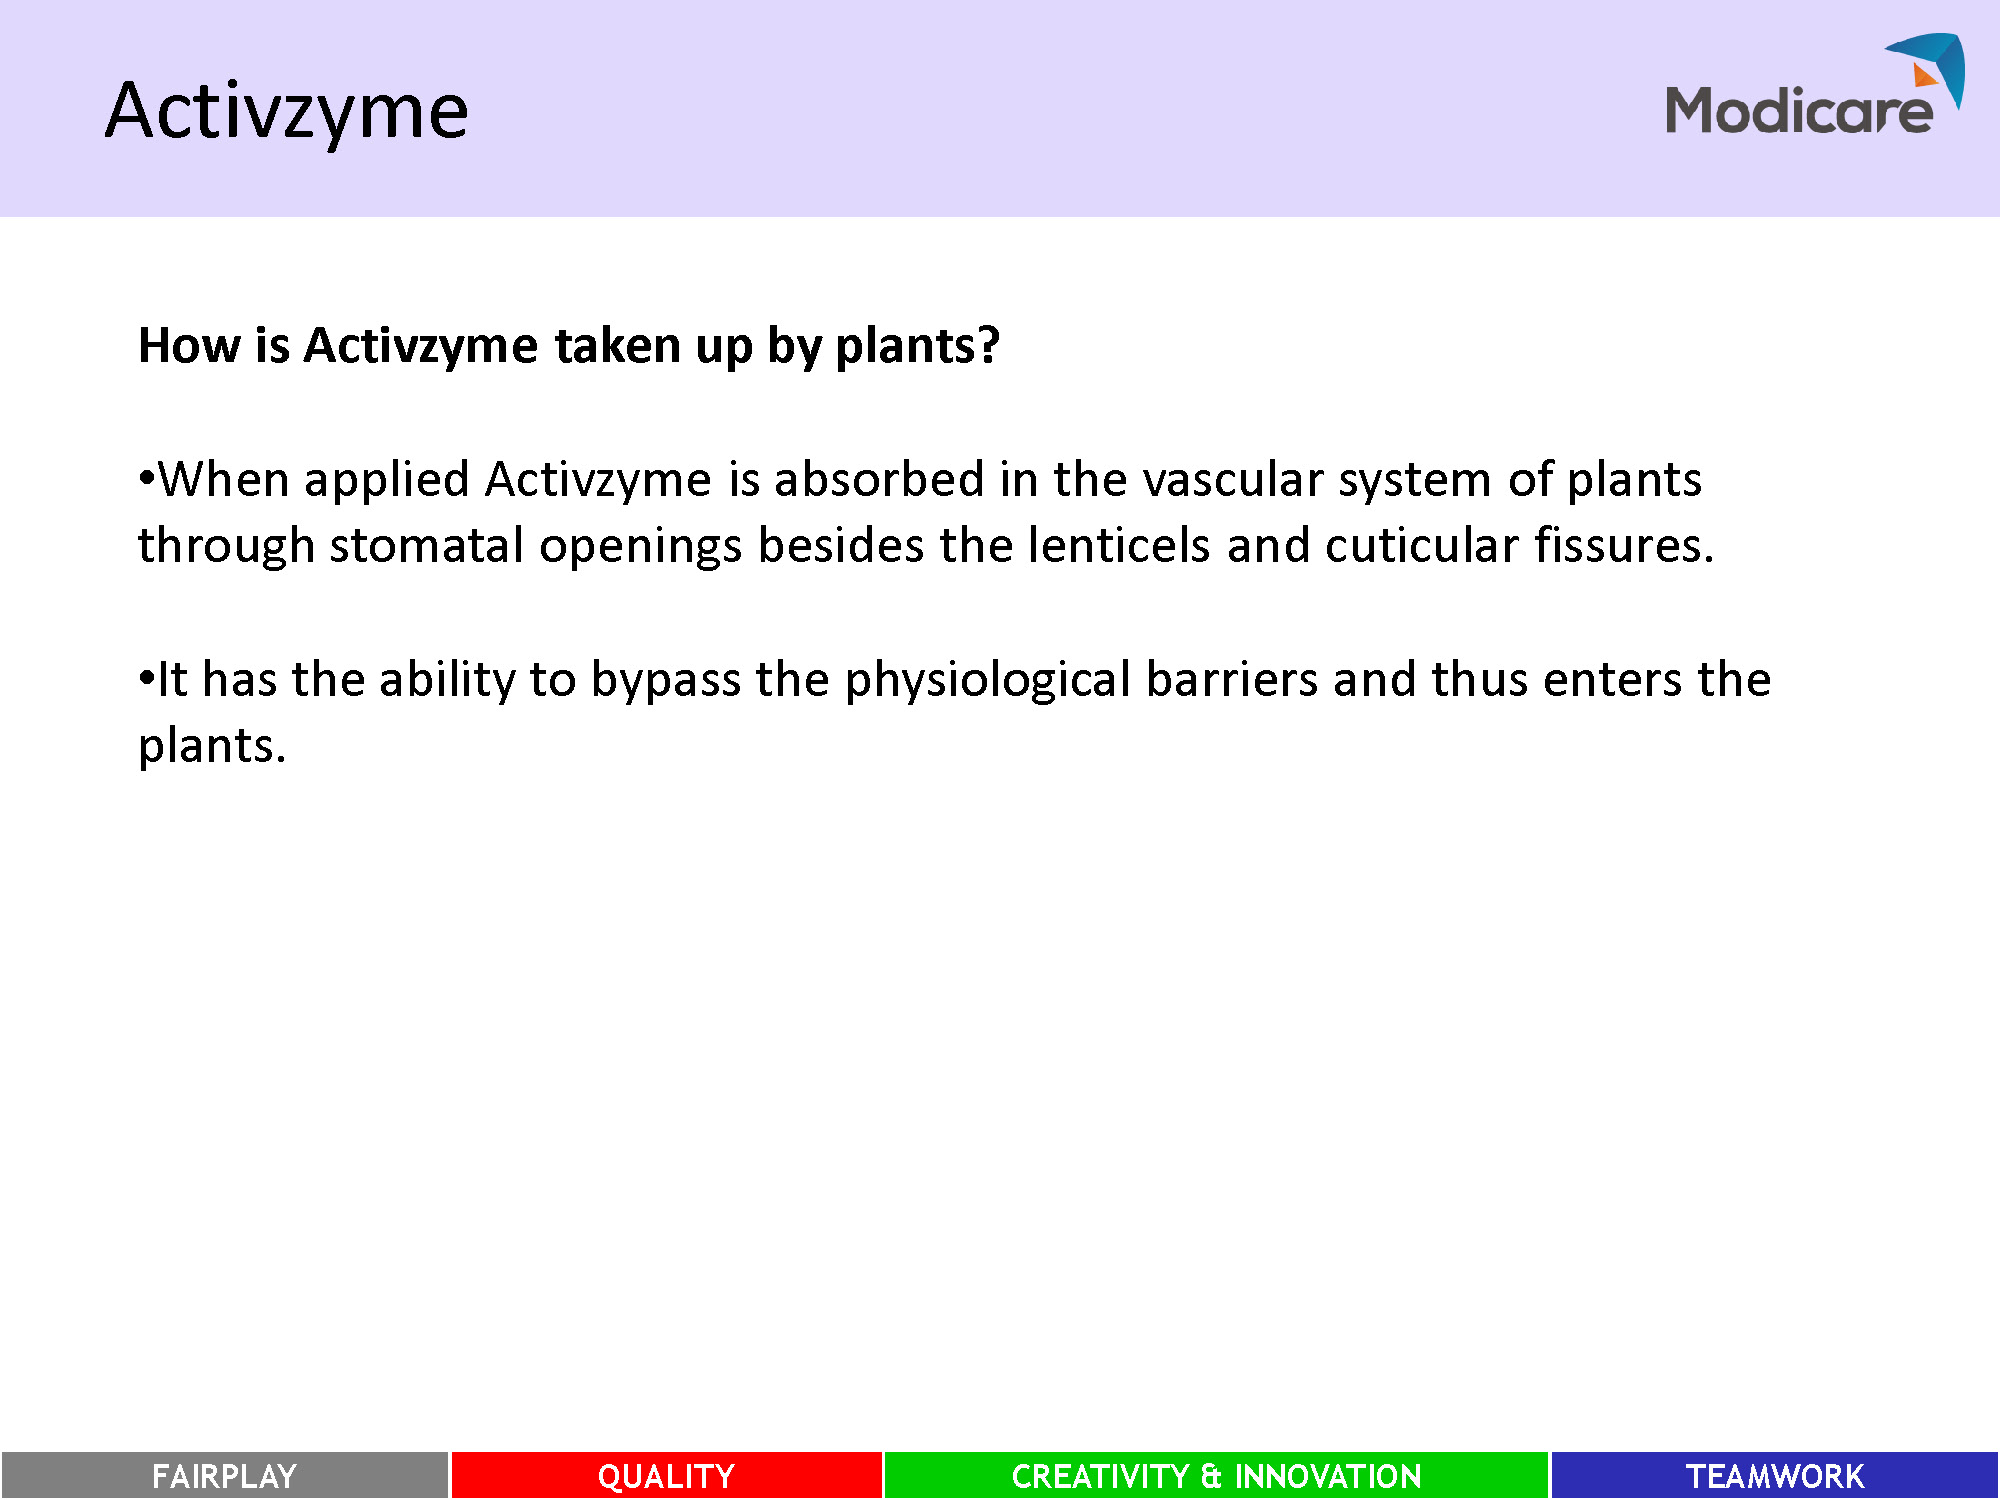 Activzyme
Modicare
How is Activzyme taken up by plants?
•When applied Activzyme is absorbed in the vascular system of plants
through stomatal openings besides the lenticels and cuticular fissures.
•It has the ability to bypass the physiological barriers and thus enters the
plants.
FAIRPLAY
QUALITY
CREATIVITY & INNOVATION
TEAMWORK